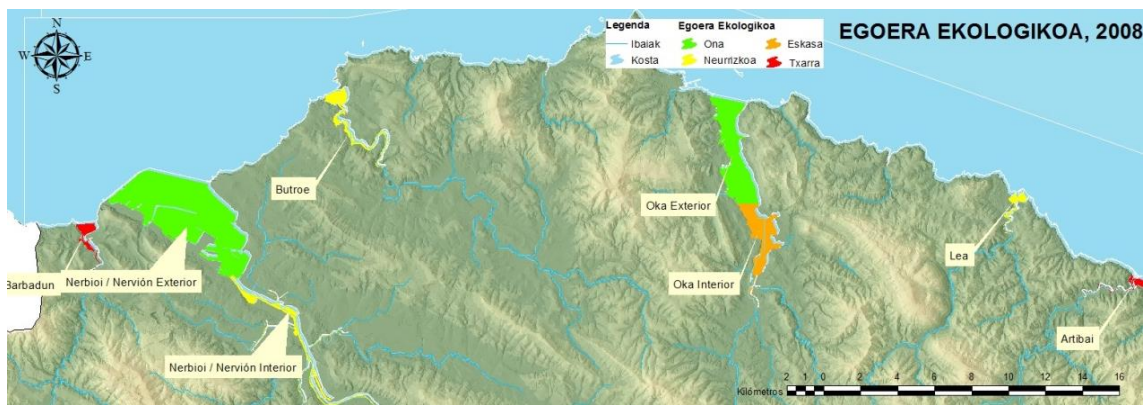 N
W E
S
Legenda
Ibaiak
Kosta
Egoera Ekologikoa
Ona
Neurrizkoa
Eskasa
Txarra
EGOERA EKOLOGIKOA, 2008
Butroe
Oka Exterior
Lea
Barbadun
Nerbioi / Nervión Exterior
Oka Interior
Artibai
Nerbioi / Nervión Interior
2 1 0 2 4 6 8 10 12 14 16
Kilómetros